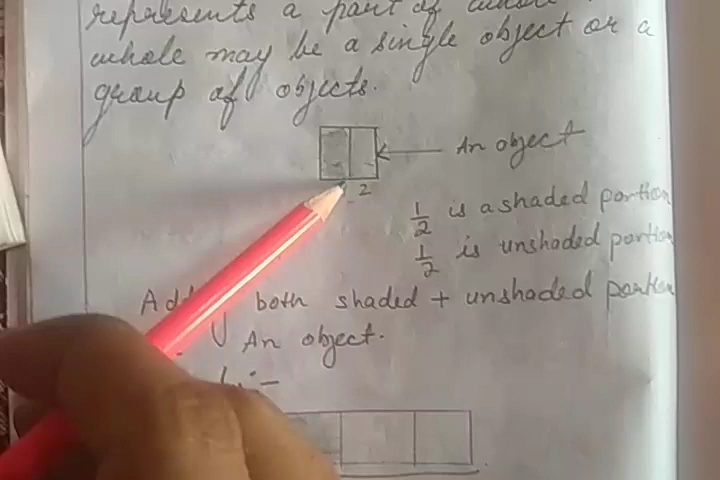 represents a part of whole
whole may be a single object or a
group of objects.
An object
2
1/2 is a shaded portion
1/2 is unshaded portion
both shaded + unshaded portion
An object.